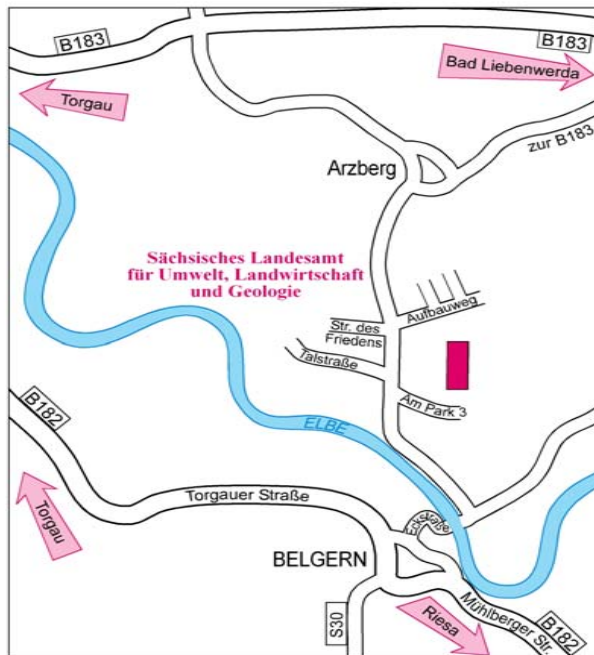 B183
B183
Bad Liebenwerda
Torgau
zur B183
Arzberg
Sächsisches Landesamt
für Umwelt, Landwirtschaft
und Geologie
Aufbauweg
Str. des
Friedens
Talstraße
Am Park 3
B182
ELBE
Torgauer Straße
Torgau
Eckstraße
BELGERN
Mühlberger Str.
S30
Riesa
B182